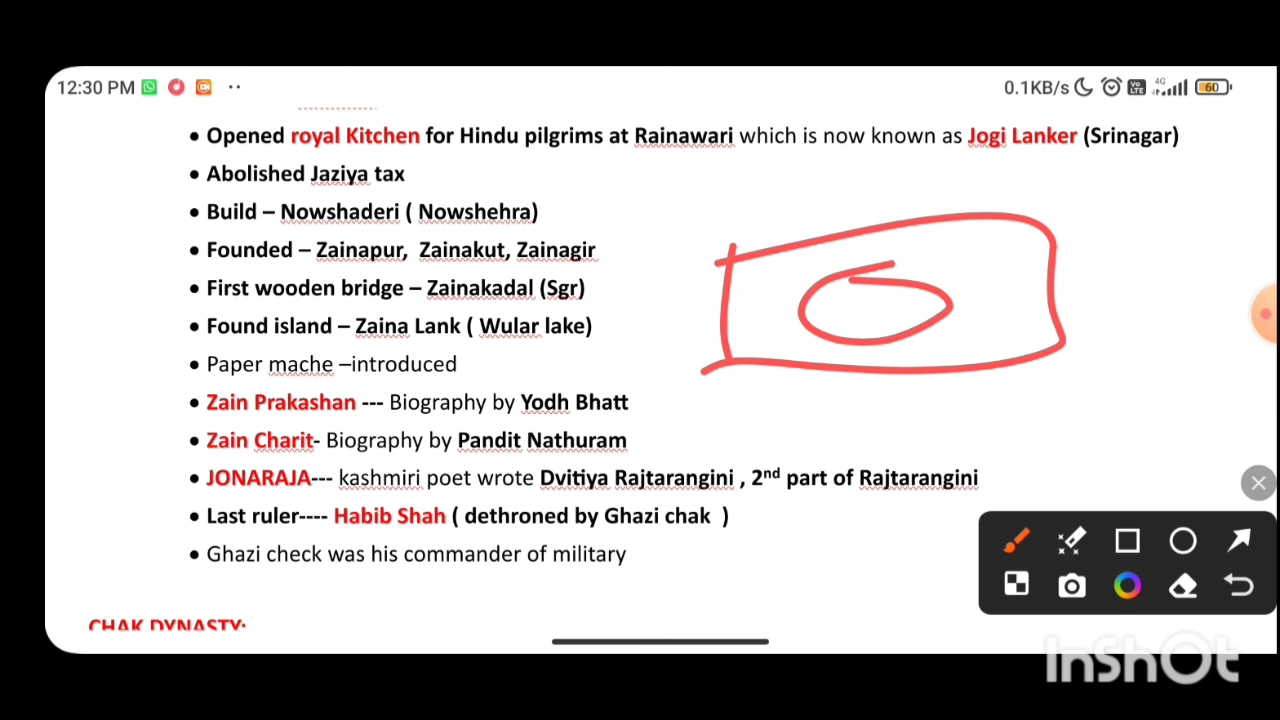 12:30 PM
0.1KB/s
4G
Vo LTE
60
• Opened royal Kitchen for Hindu pilgrims at Rainawari which is now known as Jogi Lanker (Srinagar)
• Abolished Jaziya tax
• Build – Nowshaderi ( Nowshehra)
• Founded – Zainapur, Zainakut, Zainagir
• First wooden bridge – Zainakadal (Sgr)
• Found island – Zaina Lank ( Wular lake)
• Paper mache –introduced
• Zain Prakashan --- Biography by Yodh Bhatt
• Zain Charit- Biography by Pandit Nathuram
• JONARAJA--- kashmiri poet wrote Dvitiya Rajtarangini , 2nd part of Rajtarangini
• Last ruler---- Habib Shah ( dethroned by Ghazi chak )
• Ghazi check was his commander of military
CHAK DYNASTY:
InShOt